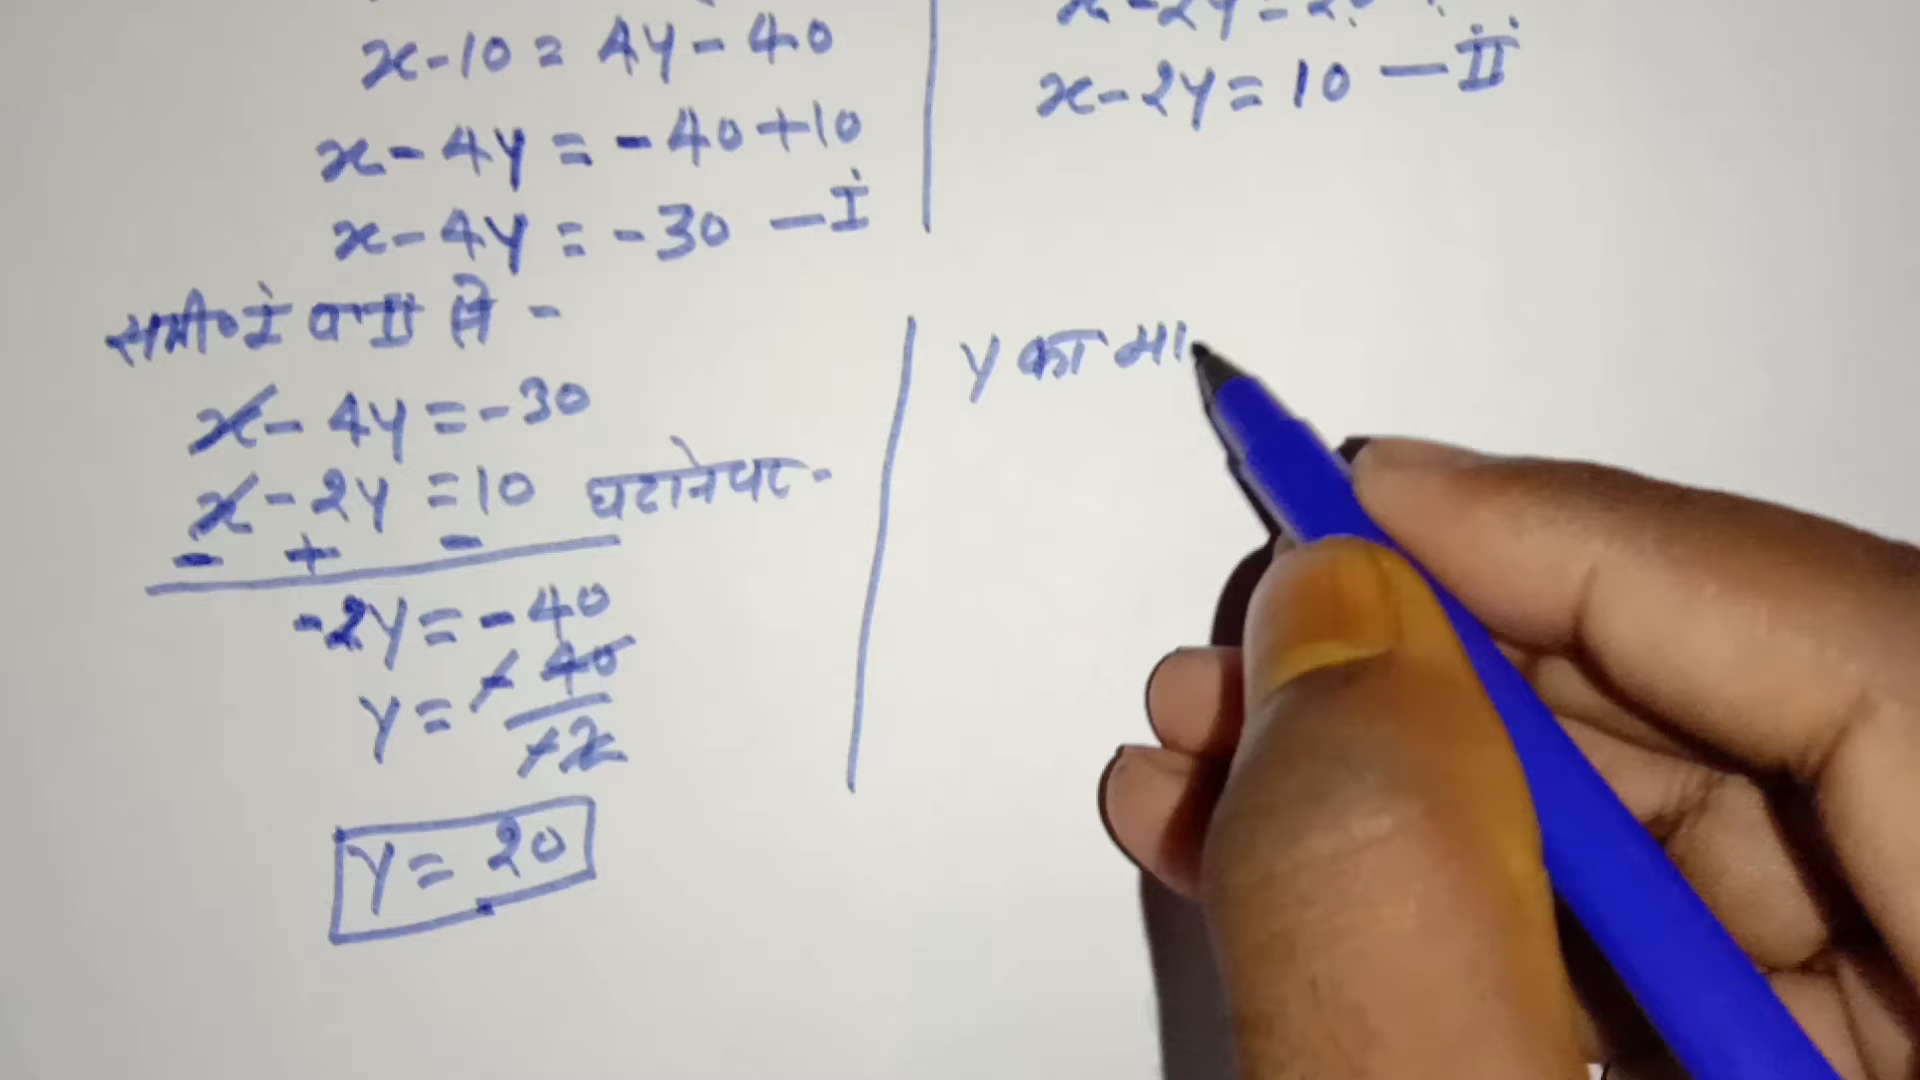 x-10 = 4y - 40
x - 4y = - 40 + 10
x - 4y = - 30 — I
x - 2y = 10 — II
समी० I व II से -
x - 4y = - 30
x - 2y = 10 घटाने पर -
- + -
-2y = - 40
y = - 40
- 2
y = 20
y का मा